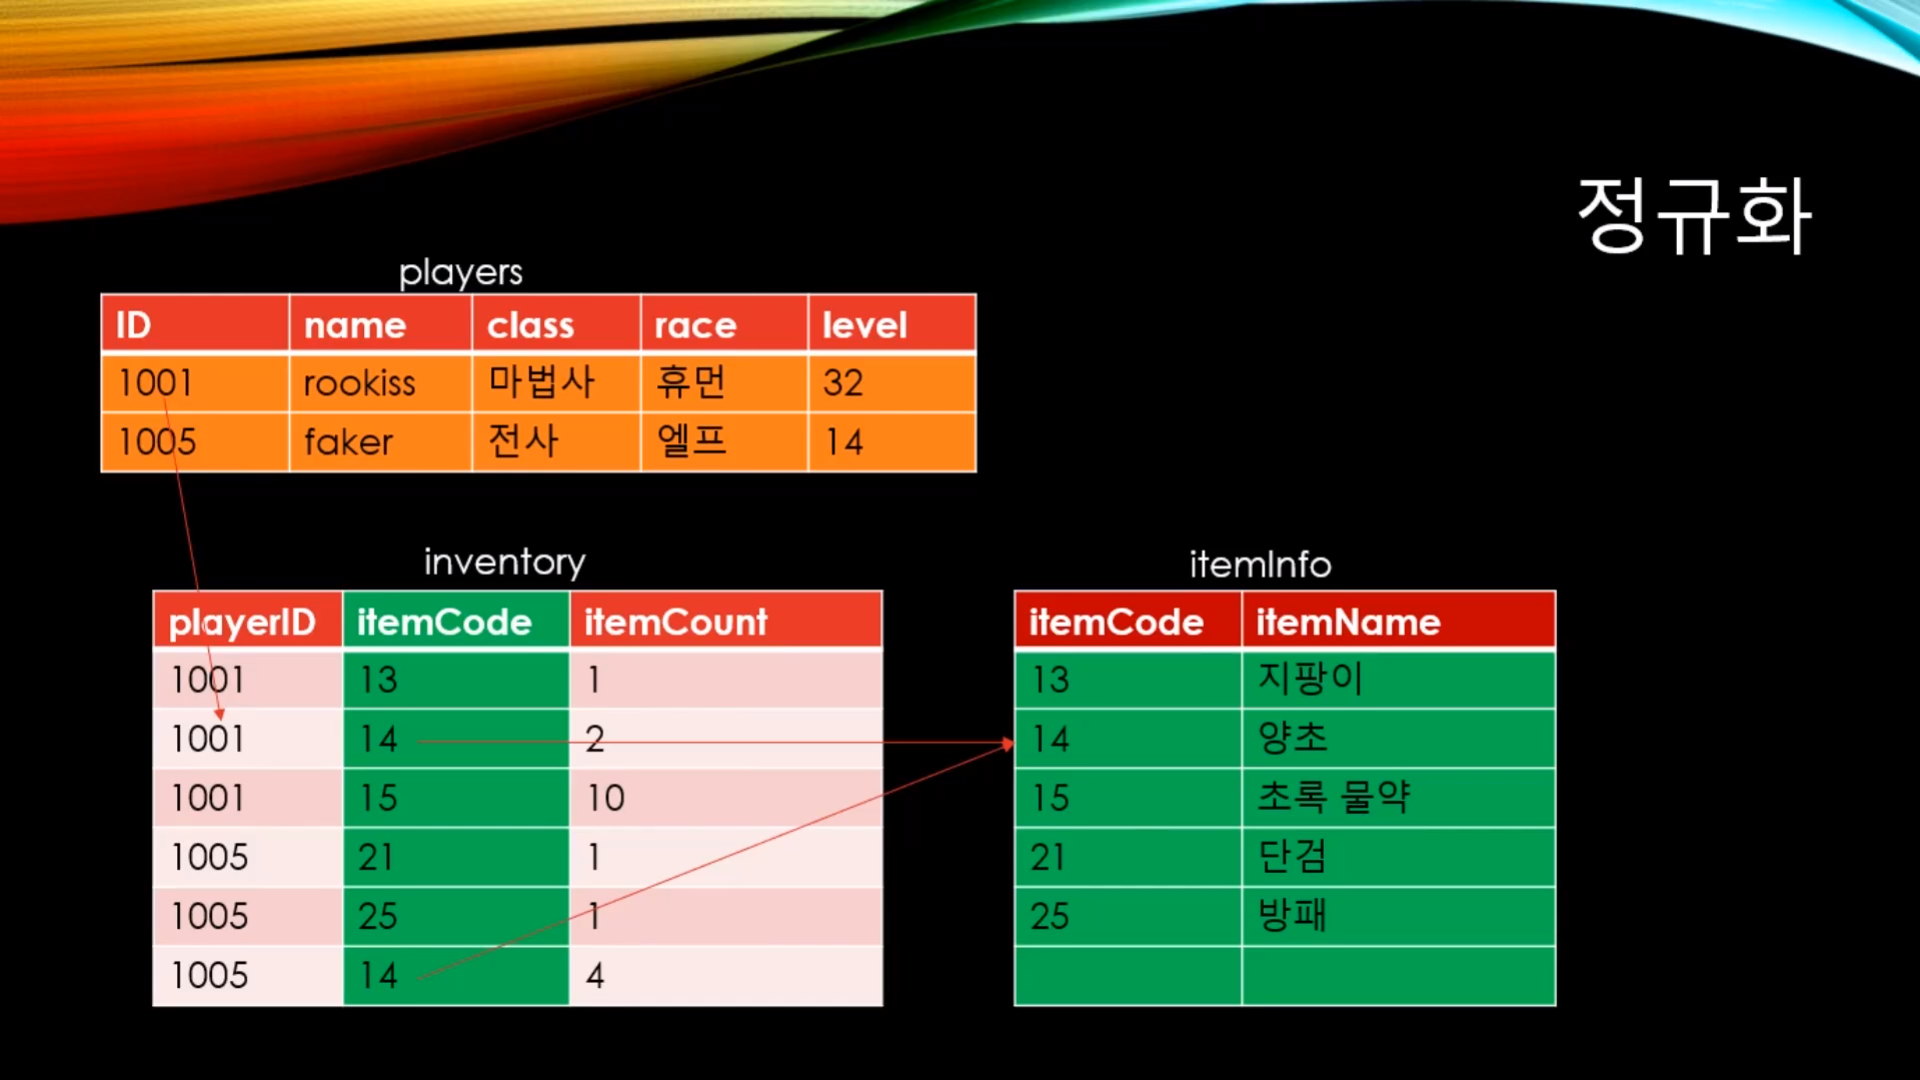 정규화
players
ID name class race level
1001 rookiss 마법사 휴먼 32
1005 faker 전사 엘프 14
inventory
playerID itemCode itemCount
1001 13 1
1001 14 2
1001 15 10
1005 21 1
1005 25 1
1005 14 4
itemInfo
itemCode itemName
13 지팡이
14 양초
15 초록 물약
21 단검
25 방패